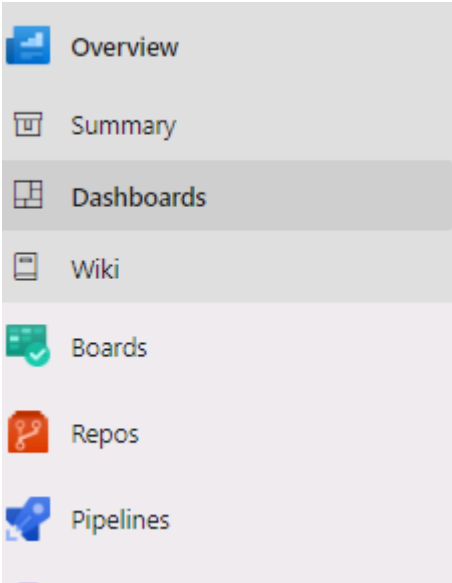 Overview
Summary
Dashboards
Wiki
Boards
Repos
Pipelines